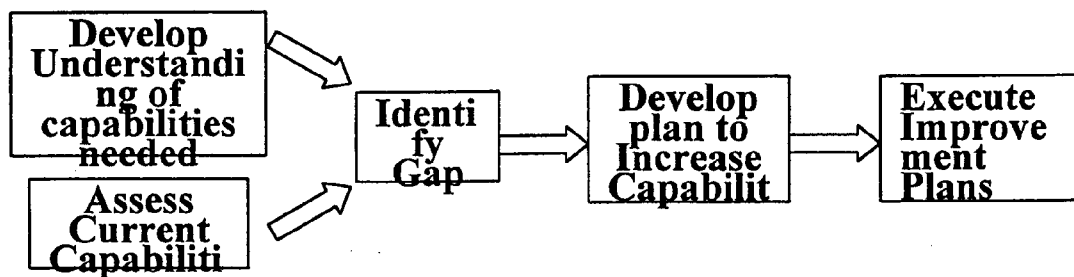 Develop
Understandi
ng of
capabilities
needed
Assess
Current
Capabiliti
Identi
fy
Gap
Develop
plan to
Increase
Capabilit
Execute
Improve
ment
Plans